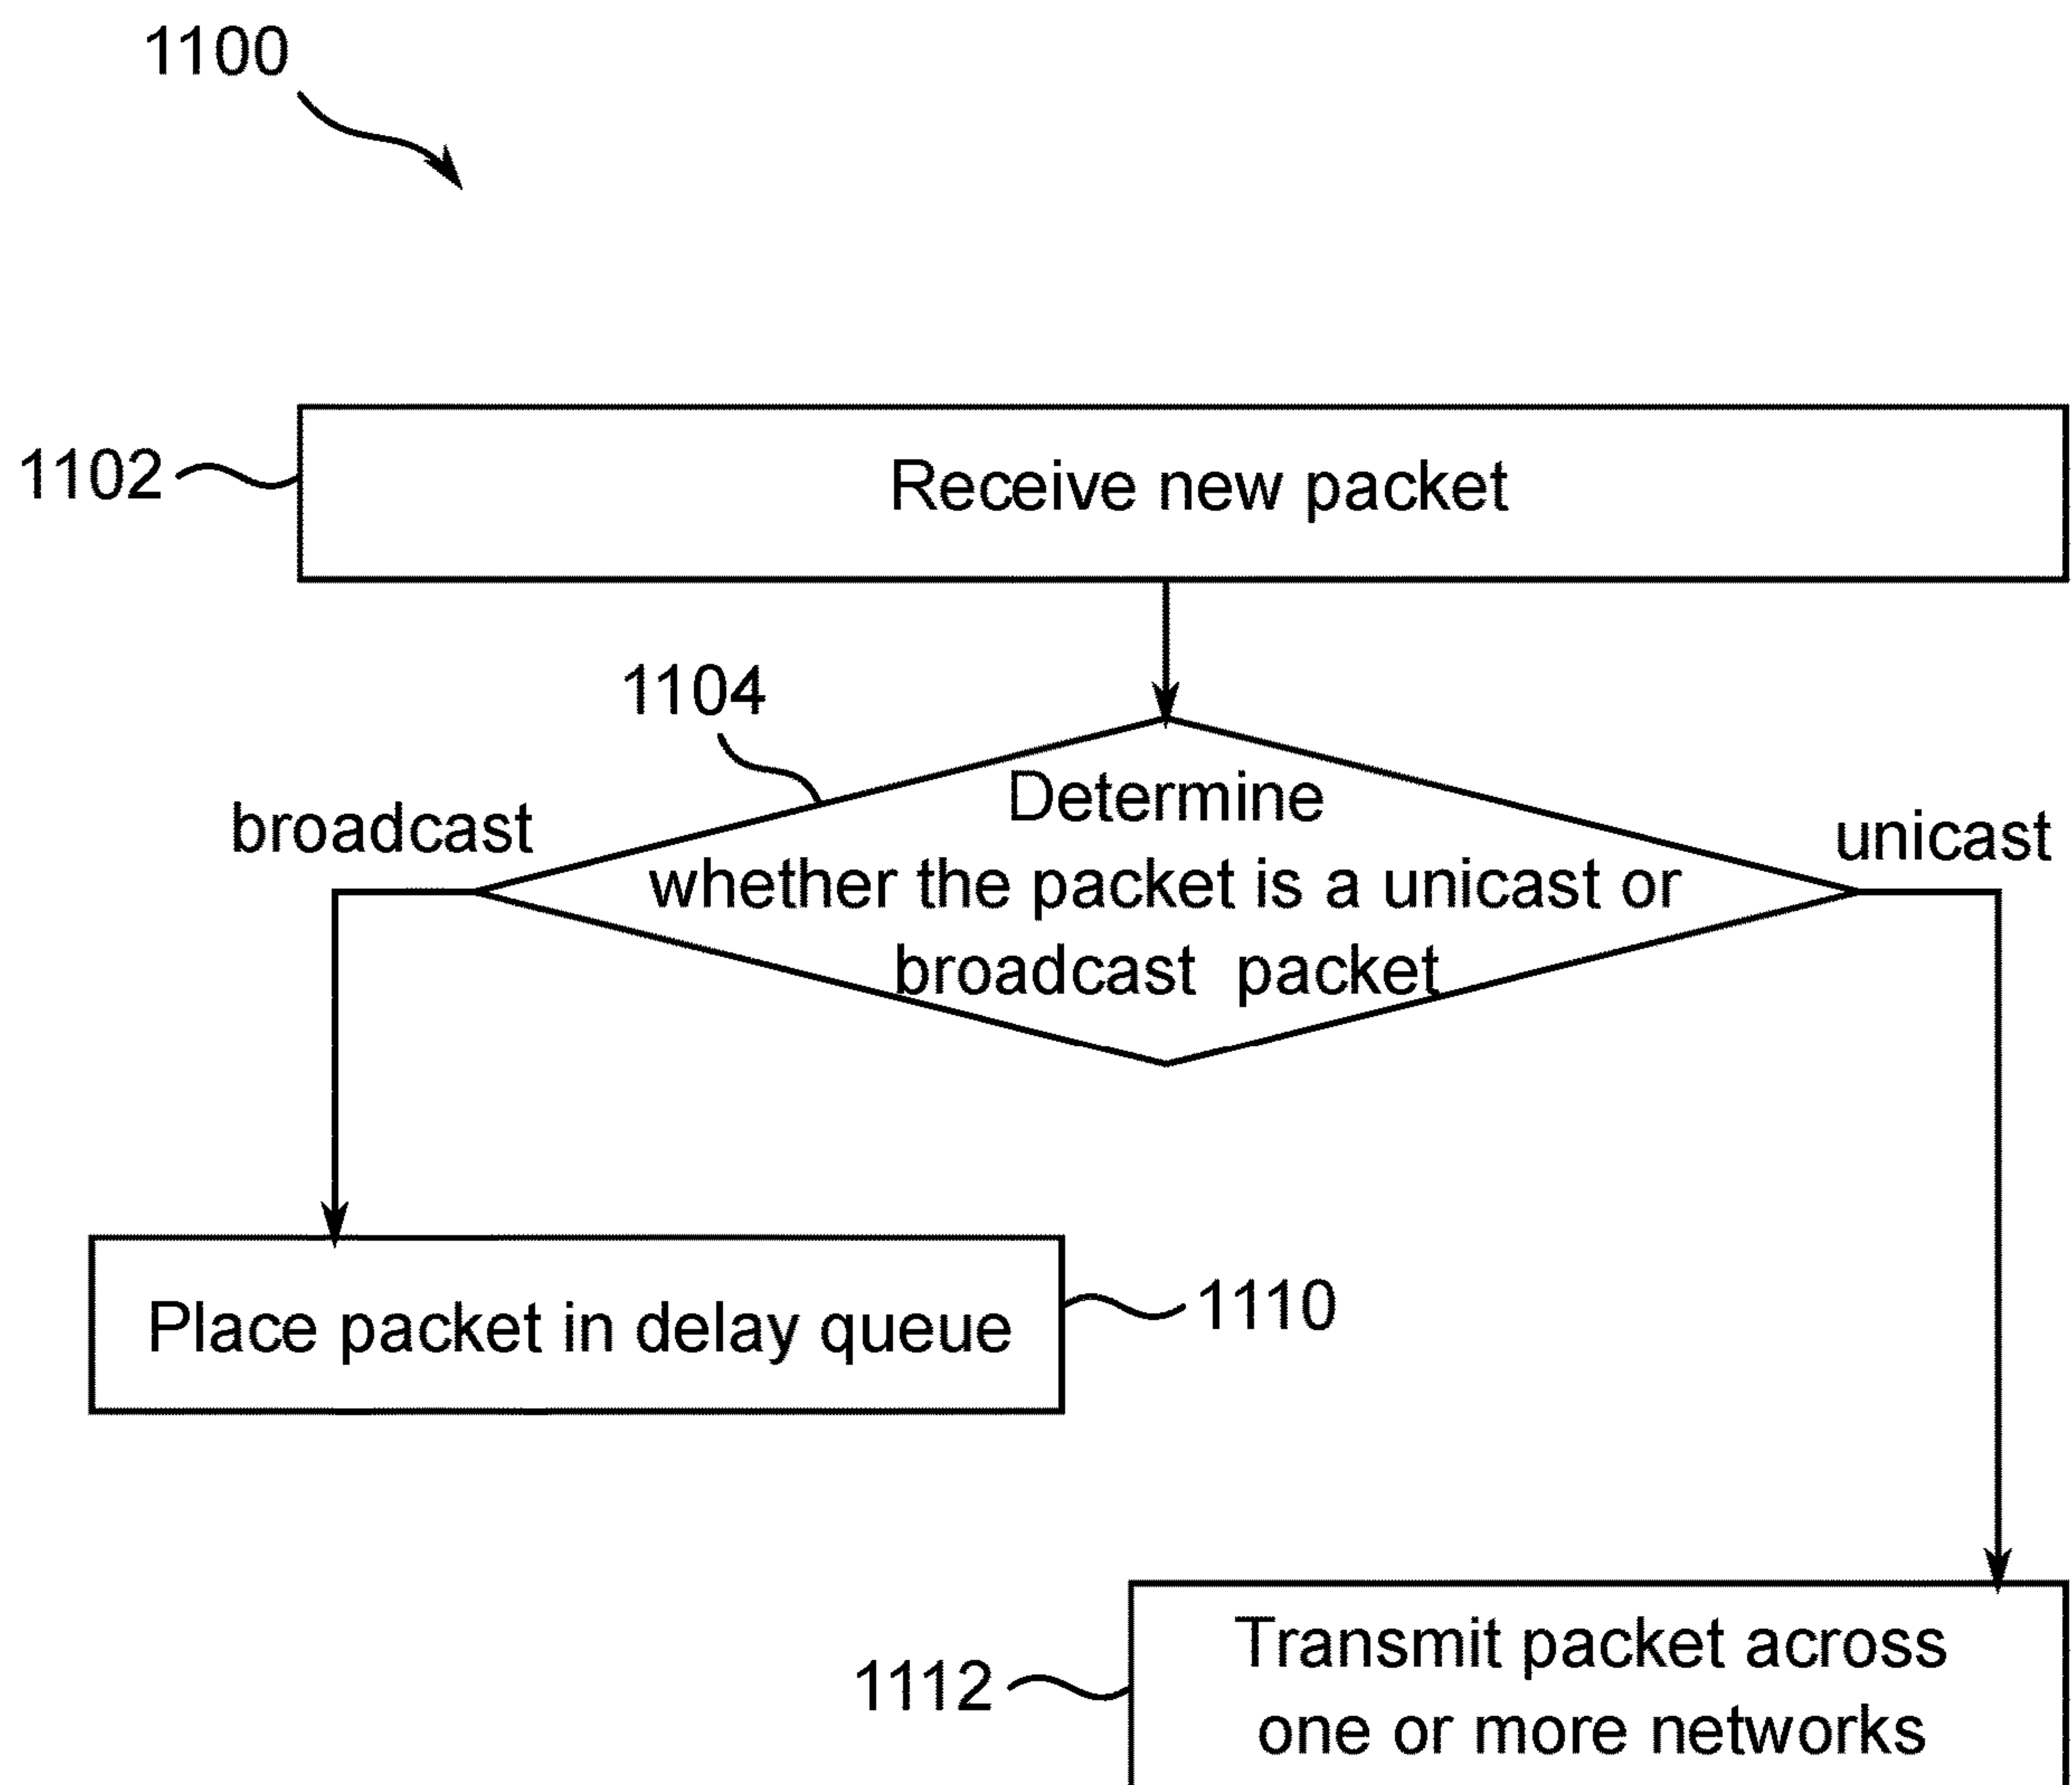 1100
1102
Receive new packet
1104
broadcast
Determine
unicast
whether the packet is a unicast or
broadcast packet
Place packet in delay queue
1110
Transmit packet across
1112
one or more networks